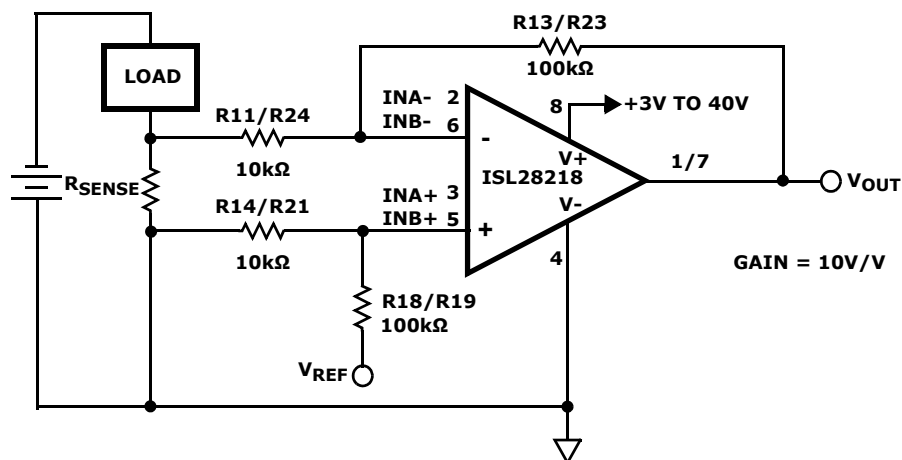 R13/R23
100kΩ
LOAD
INA- 2
INB- 6
8
+3V TO 40V
R11/R24
10kΩ
-
V+
1/7
RSENSE
ISL28218
VOUT
INA+ 3
INB+ 5
V-
R14/R21
10kΩ
+
4
GAIN = 10V/V
R18/R19
100kΩ
VREF